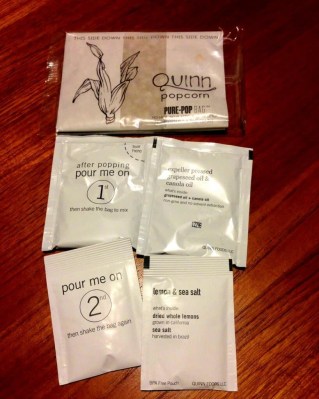 THIS SIDE DOWN THIS SIDE DOWN THIS SIDE DOWN
Quinn
popcorn
PURE-POP BAG
after popping
pour me on
1st
then shake the bag to mix
expeller pressed
grapeseed oil &
canola oil
what's inside:
grapeseed oil + canola oil
pour me on
2nd
then shake the bag again
lemon & sea salt
what's inside:
dried whole lemons
grown in california
sea salt
harvested in brazil